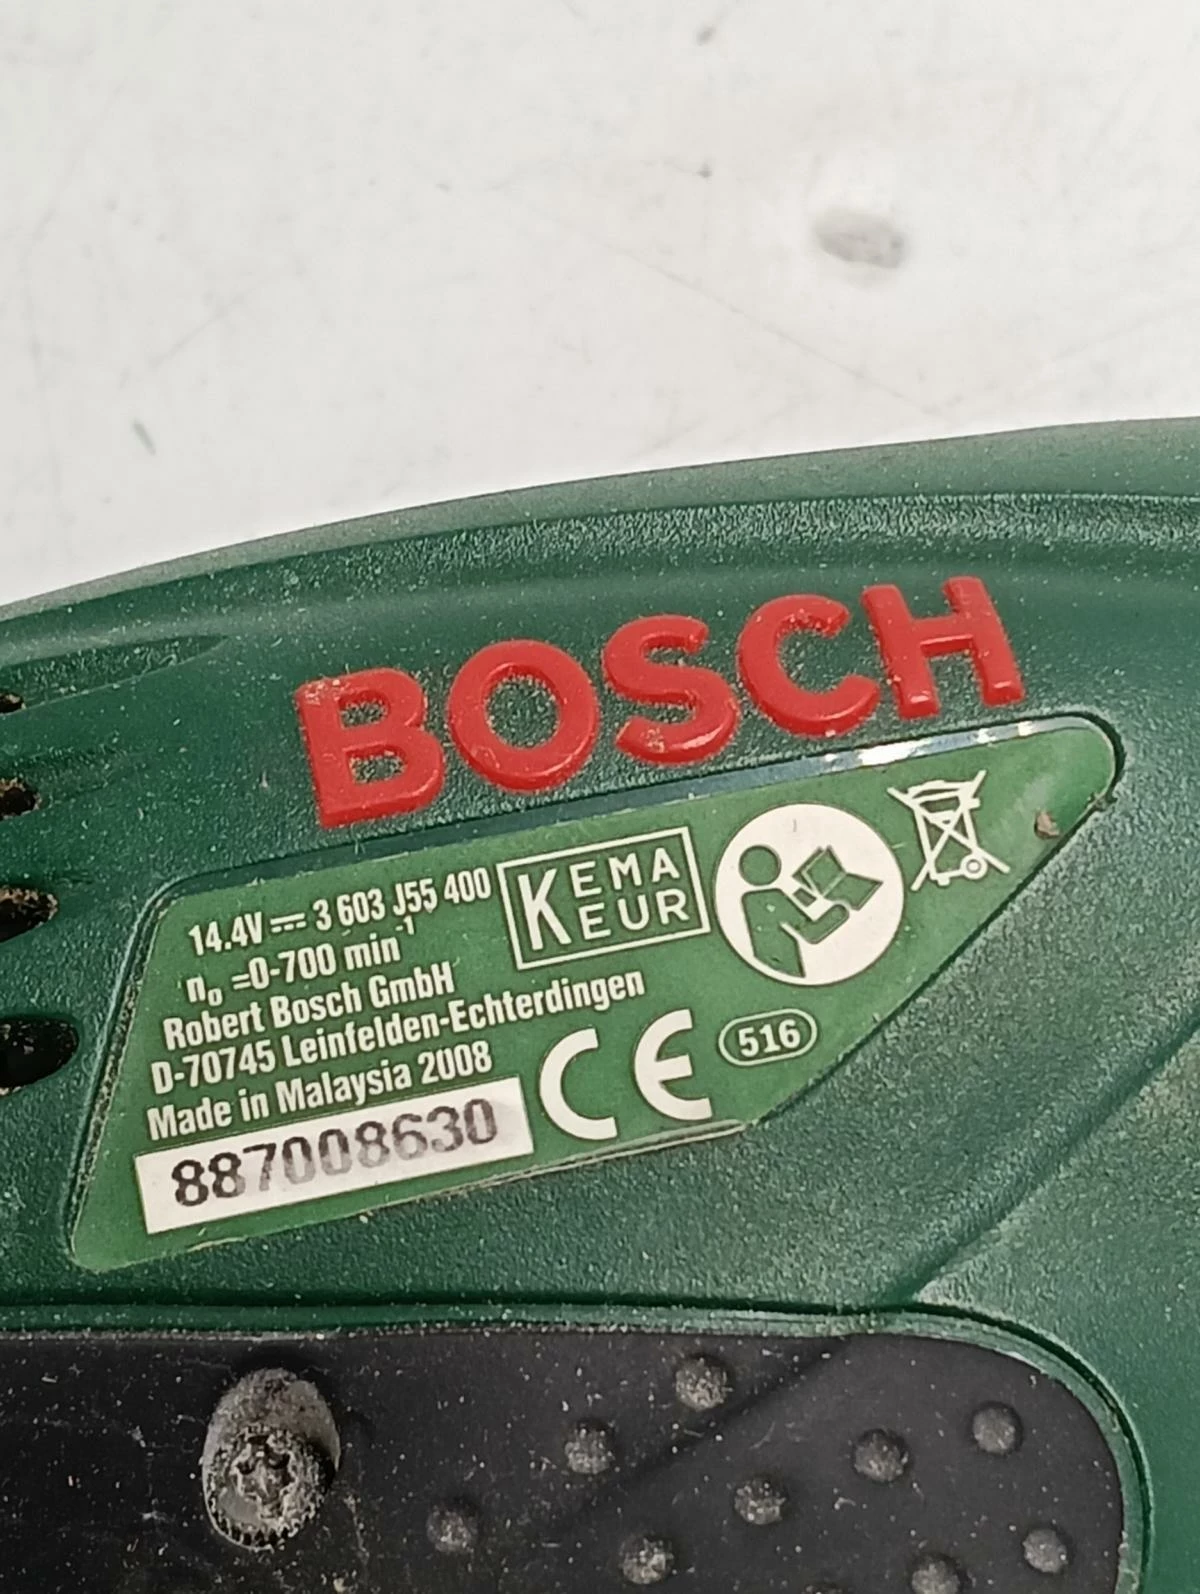 BOSCH
14.4V ⎓ 3 603 J55 400
n₀ =0-700 min⁻¹
Robert Bosch GmbH
D-70745 Leinfelden-Echterdingen
Made in Malaysia 2008
887008630
KEMA
KEUR
CE
516